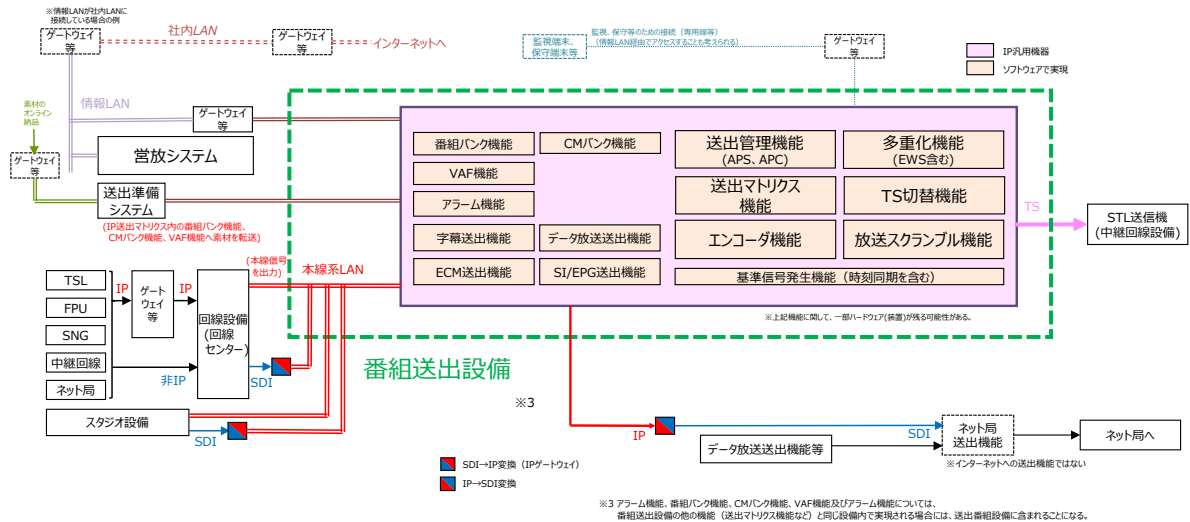 ※情報LANが社内LANに
接続している場合の例
ゲートウェイ
等
社内LAN
ゲートウェイ
等
インターネットへ
監視端末、
保守端末等
監視、保守等のための接続（専用線等）
（情報LAN経由でアクセスすることも考えられる）
ゲートウェイ
等
IP汎用機器
ソフトウェアで実現
素材の
オンライン
納品
情報LAN
ゲートウェイ
等
ゲートウェイ
等
営放システム
送出準備
システム
(IP送出マトリクス内の番組バンク機能、
CMバンク機能、VAF機能へ素材を転送)
番組バンク機能
CMバンク機能
VAF機能
アラーム機能
字幕送出機能
データ放送送出機能
ECM送出機能
SI/EPG送出機能
送出管理機能
(APS、APC)
多重化機能
(EWS含む)
送出マトリクス
機能
TS切替機能
エンコーダ機能
放送スクランブル機能
基準信号発生機能（時刻同期を含む）
※上記機能に関して、一部ハードウェア(装置)が残る可能性がある。
TS
STL送信機
(中継回線設備)
TSL
FPU
SNG
中継回線
ネット局
IP
ゲート
ウェイ
等
IP
非IP
回線設備
(回線
センター)
(本線信号
を出力)
本線系LAN
SDI
スタジオ設備
SDI
番組送出設備
※3
IP
SDI
データ放送送出機能等
ネット局
送出機能
ネット局へ
※インターネットへの送出機能ではない
SDI→IP変換（IPゲートウェイ）
IP→SDI変換
※3 アラーム機能、番組バンク機能、CMバンク機能、VAF機能及びアラーム機能については、
番組送出設備の他の機能（送出マトリクス機能など）と同じ設備内で実現される場合には、送出番組設備に含まれることになる。